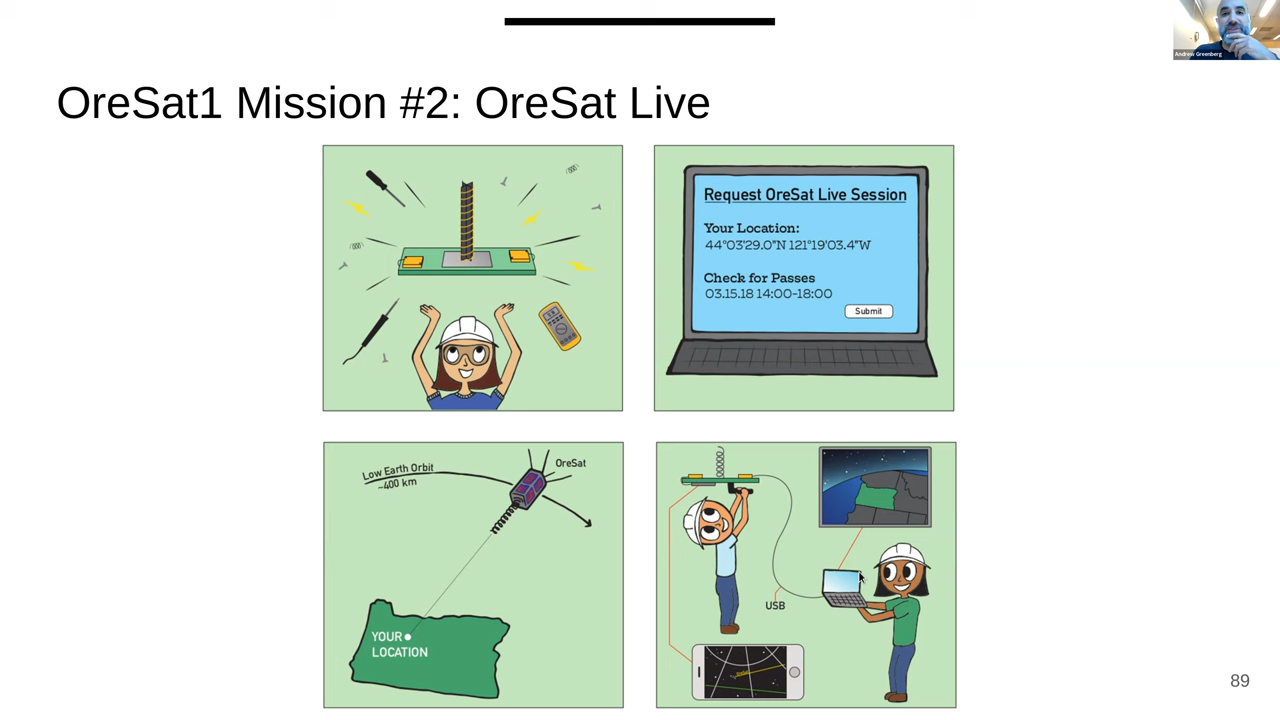 Andrew Greenberg
OreSat1 Mission #2: OreSat Live
Request OreSat Live Session
Your Location:
44°03'29.0"N 121°19'03.4"W
Check for Passes
03.15.18 14:00-18:00
Submit
Low Earth Orbit
~400 km
OreSat
YOUR
LOCATION
USB
89